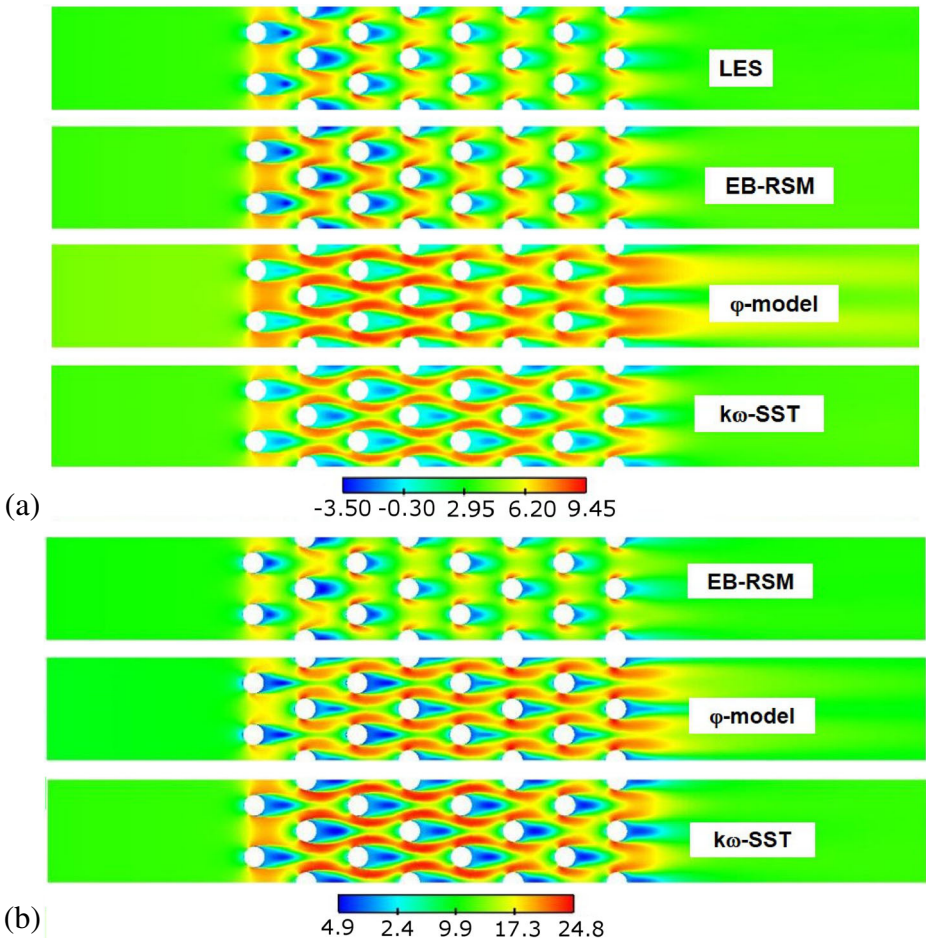 LES
EB-RSM
φ-model
kω-SST
(a)
-3.50 -0.30 2.95 6.20 9.45
EB-RSM
φ-model
kω-SST
(b)
4.9 2.4 9.9 17.3 24.8